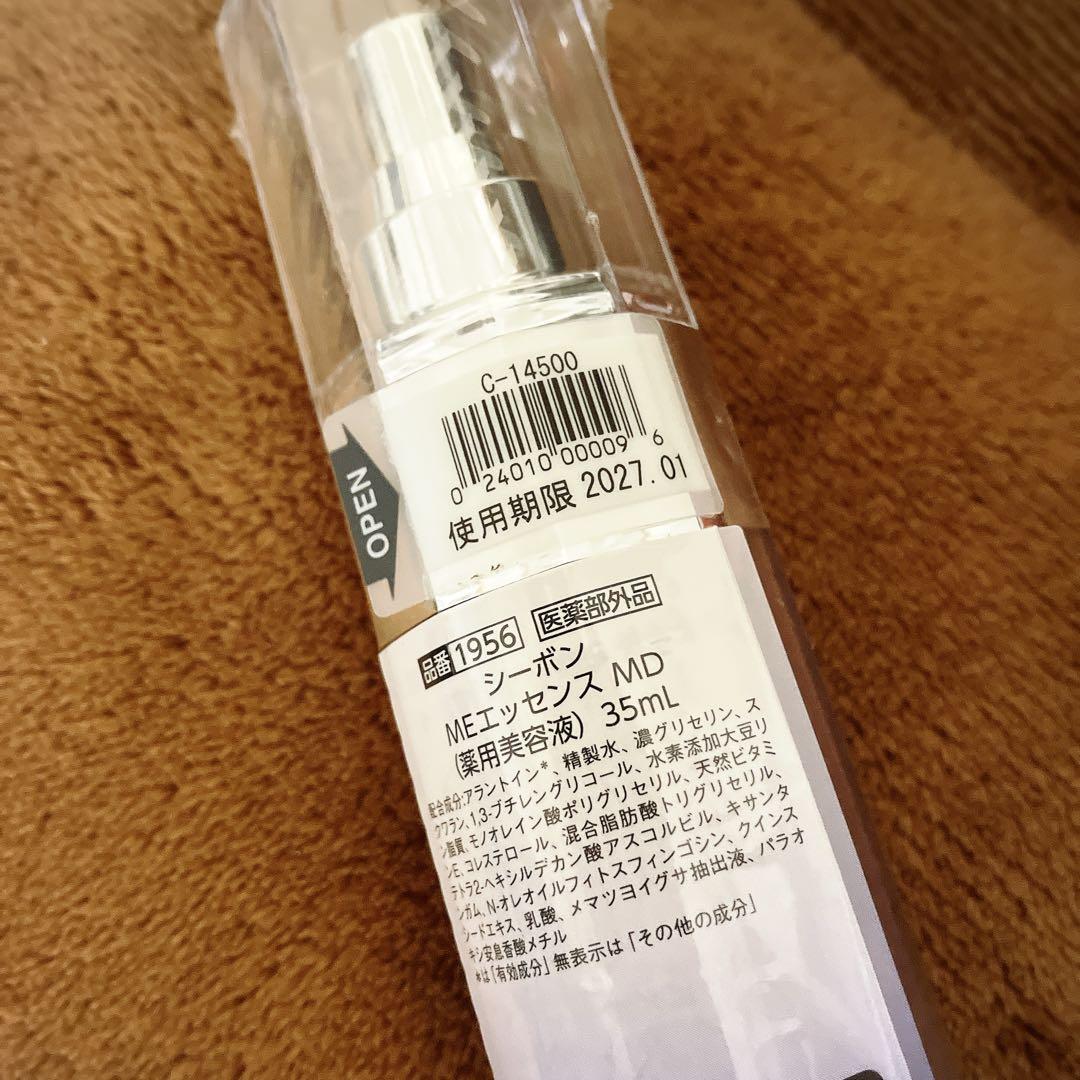 C-14500
0 24010 00009 6
使用期限 2027.01
OPEN
品番 1956 医薬部外品
シーボン
MEエッセンス MD
(薬用美容液) 35mL
配合成分:アラントイン*、精製水、濃グリセリン、ス
クワラン、1,3-ブチレングリコール、水素添加大豆リ
ン脂質、モノオレイン酸ポリグリセリル、天然ビタミ
ンE、コレステロール、混合脂肪酸トリグリセリル、
テトラ2-ヘキシルデカン酸アスコルビル、キサンタ
ンガム、N-オレオイルフィトスフィンゴシン、クインス
シードエキス、乳酸、メマツヨイグサ抽出液、パラオ
キシ安息香酸メチル
*は「有効成分」無表示は「その他の成分」